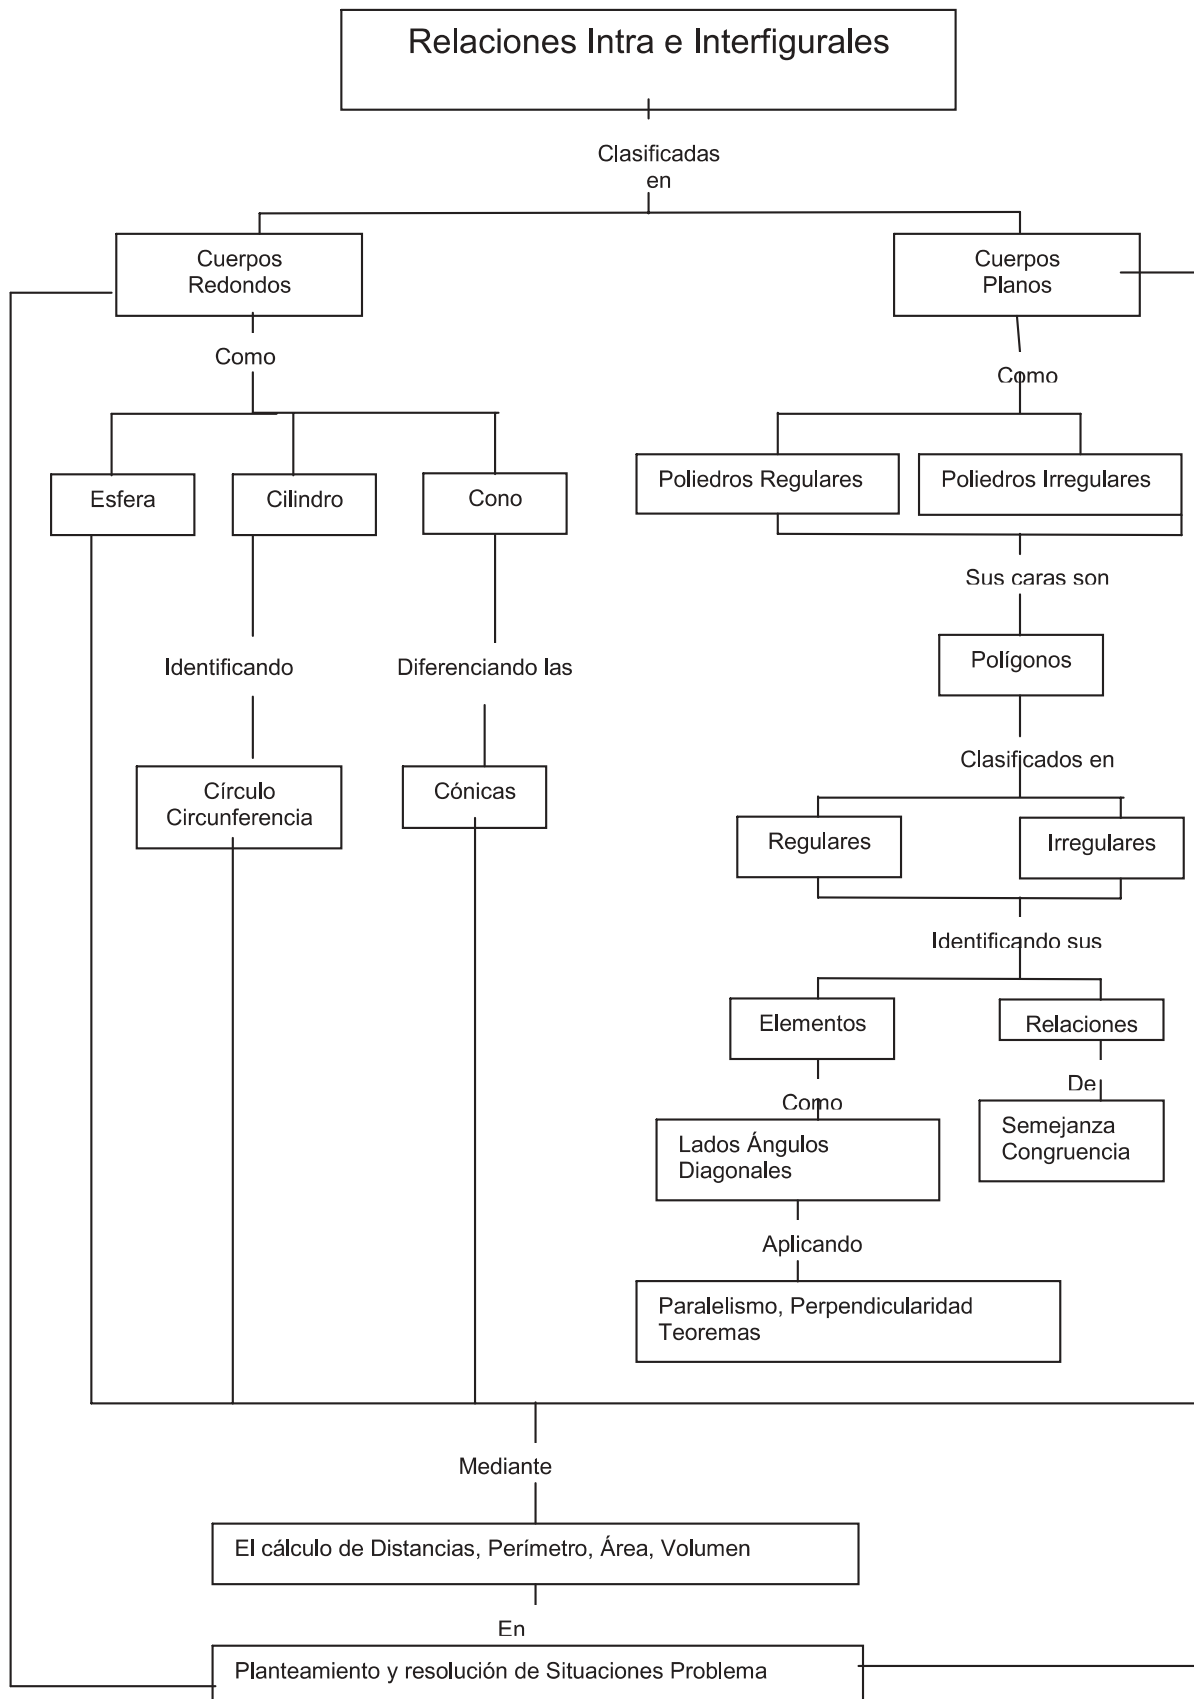 Relaciones Intra e Interfigurales
Clasificadas
en
Cuerpos
Redondos
Cuerpos
Planos
Como
Como
Esfera
Cilindro
Cono
Poliedros Regulares
Poliedros Irregulares
Sus caras son
Identificando
Diferenciando las
Polígonos
Clasificados en
Círculo
Circunferencia
Cónicas
Regulares
Irregulares
Identificando sus
Elementos
Relaciones
Como
De
Lados Ángulos
Diagonales
Semejanza
Congruencia
Aplicando
Paralelismo, Perpendicularidad
Teoremas
Mediante
El cálculo de Distancias, Perímetro, Área, Volumen
En
Planteamiento y resolución de Situaciones Problema